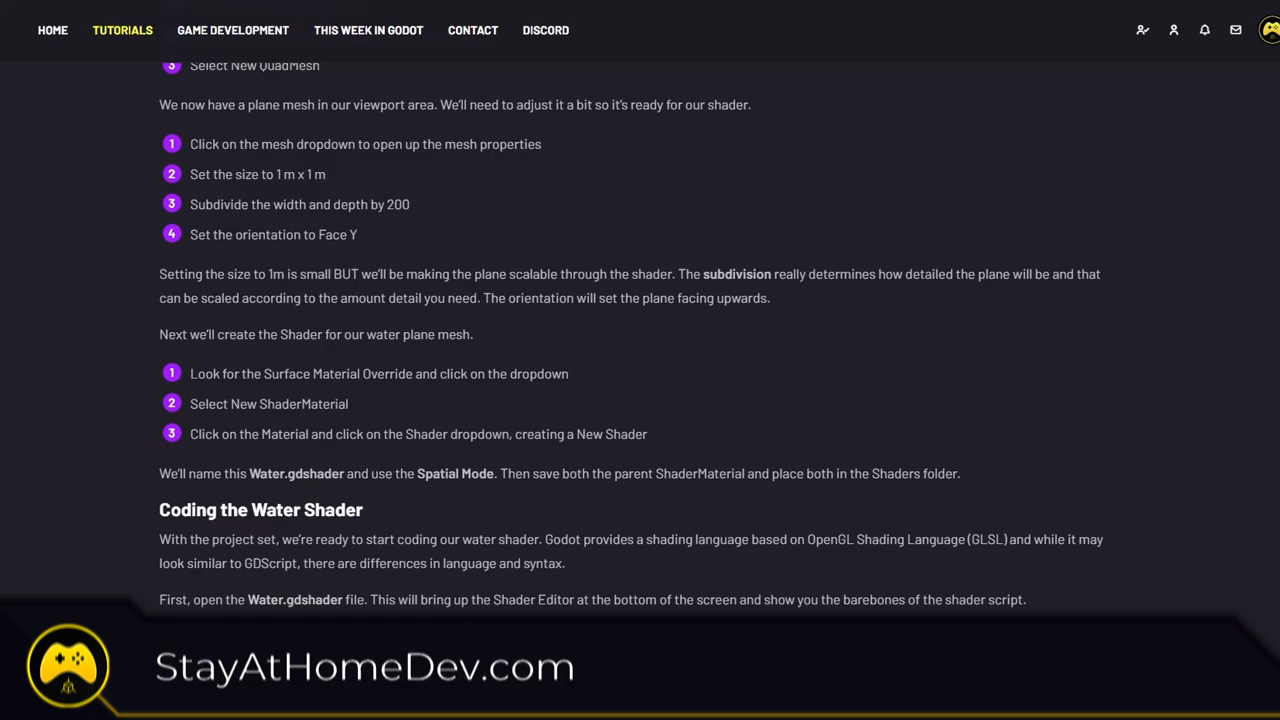 HOME TUTORIALS GAME DEVELOPMENT THIS WEEK IN GODOT CONTACT DISCORD
3 Select New QuadMesh
We now have a plane mesh in our viewport area. We'll need to adjust it a bit so it's ready for our shader.
1 Click on the mesh dropdown to open up the mesh properties
2 Set the size to 1 m x 1 m
3 Subdivide the width and depth by 200
4 Set the orientation to Face Y
Setting the size to 1m is small BUT we'll be making the plane scalable through the shader. The subdivision really determines how detailed the plane will be and that
can be scaled according to the amount detail you need. The orientation will set the plane facing upwards.
Next we'll create the Shader for our water plane mesh.
1 Look for the Surface Material Override and click on the dropdown
2 Select New ShaderMaterial
3 Click on the Material and click on the Shader dropdown, creating a New Shader
We'll name this Water.gdshader and use the Spatial Mode. Then save both the parent ShaderMaterial and place both in the Shaders folder.
Coding the Water Shader
With the project set, we're ready to start coding our water shader. Godot provides a shading language based on OpenGL Shading Language (GLSL) and while it may
look similar to GDScript, there are differences in language and syntax.
First, open the Water.gdshader file. This will bring up the Shader Editor at the bottom of the screen and show you the barebones of the shader script.
StayAtHomeDev.com